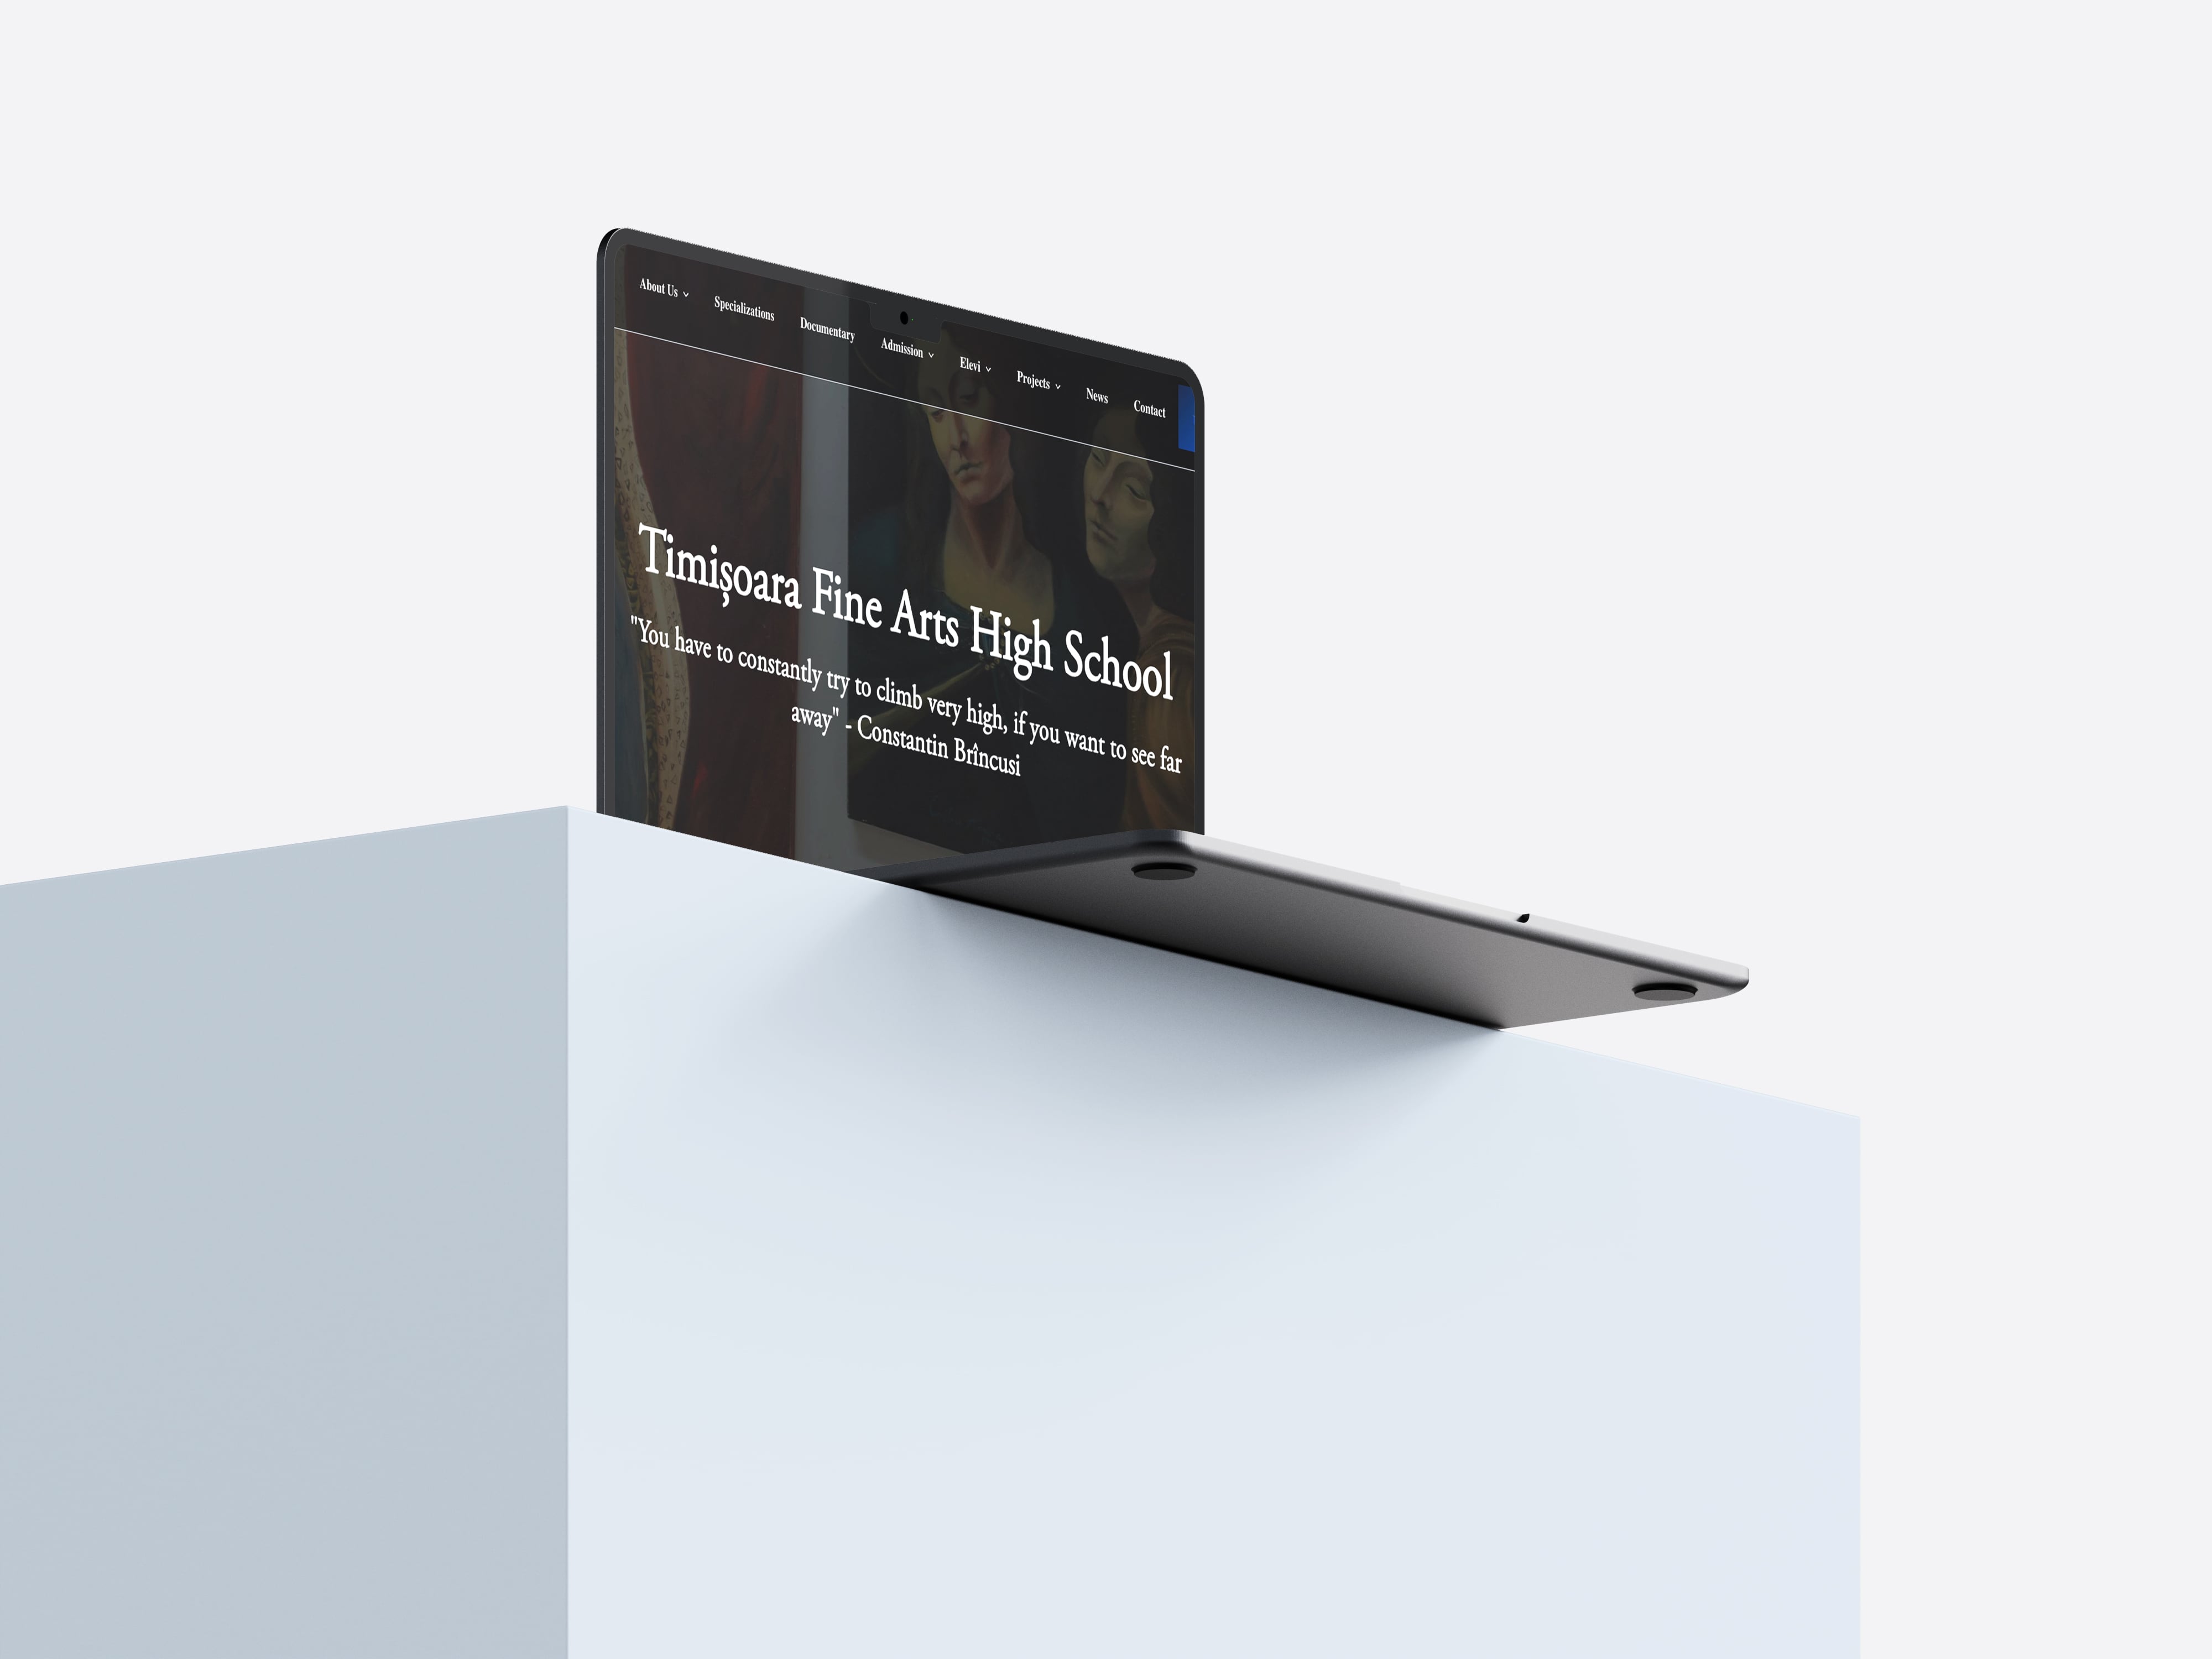 About Us Specializations Documentary Admission Elevi Projects News Contact
Timișoara Fine Arts High School
"You have to constantly try to climb very high, if you want to see far
away" - Constantin Brîncusi